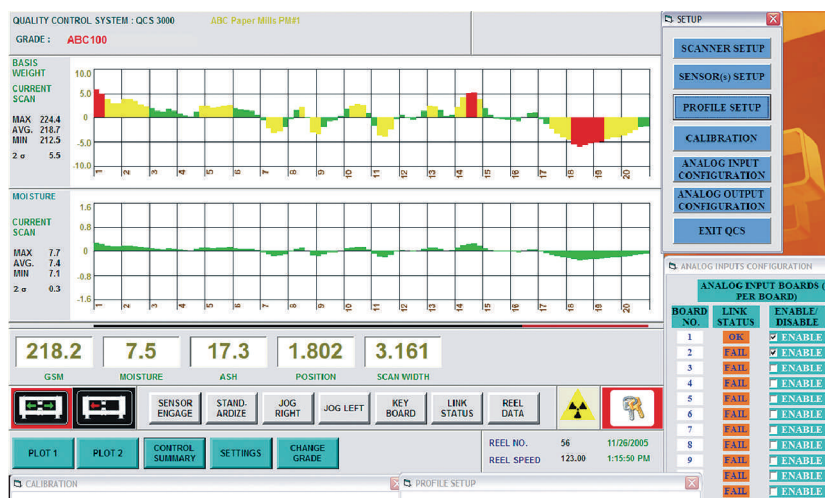 QUALITY CONTROL SYSTEM : QCS 3000 ABC Paper Mills PM#1
GRADE : ABC100
BASIS
WEIGHT
CURRENT
SCAN
MAX 224.4
AVG. 218.7
MIN 212.5
2 σ 5.5
10.0
5.0
0
-5.0
-10.0
1 2 3 4 5 6 7 8 9 10 11 12 13 14 15 16 17 18 19 20
MOISTURE
CURRENT
SCAN
MAX 7.7
AVG. 7.4
MIN 7.1
2 σ 0.3
1.6
0.8
0
-0.8
-1.6
1 2 3 4 5 6 7 8 9 10 11 12 13 14 15 16 17 18 19 20
218.2 7.5 17.3 1.802 3.161
GSM MOISTURE ASH POSITION SCAN WIDTH
SENSOR
ENGAGE
STAND-
ARDIZE
JOG
RIGHT
JOG LEFT
KEY
BOARD
LINK
STATUS
REEL
DATA
PLOT 1
PLOT 2
CONTROL
SUMMARY
SETTINGS
CHANGE
GRADE
REEL NO. 56 11/26/2005
REEL SPEED 123.00 1:15:50 PM
CALIBRATION
PROFILE SETUP
SETUP
SCANNER SETUP
SENSOR(s) SETUP
PROFILE SETUP
CALIBRATION
ANALOG INPUT
CONFIGURATION
ANALOG OUTPUT
CONFIGURATION
EXIT QCS
ANALOG INPUTS CONFIGURATION
ANALOG INPUT BOARDS (
PER BOARD)
BOARD NO. LINK STATUS ENABLE/ DISABLE
1 OK ENABLE
2 FAIL ENABLE
3 FAIL ENABLE
4 FAIL ENABLE
5 FAIL ENABLE
6 FAIL ENABLE
7 FAIL ENABLE
8 FAIL ENABLE
9 FAIL ENABLE
FAIL ENABLE
FAIL ENABLE